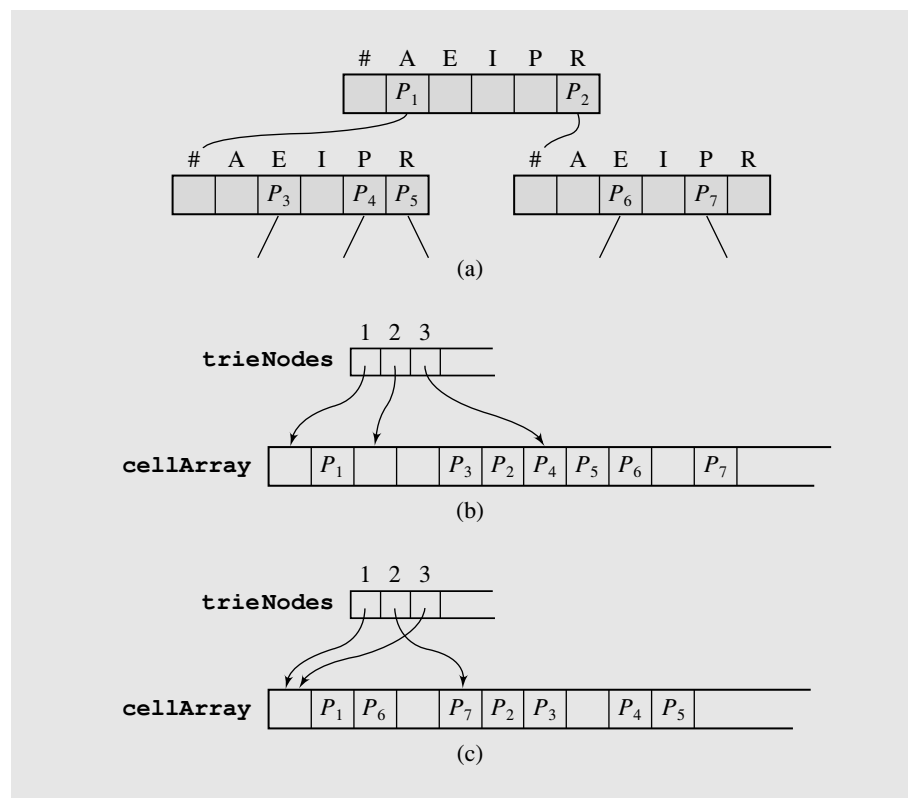 # A E I P R
P1 P2
# A E I P R # A E I P R
P3 P4 P5 P6 P7
(a)
1 2 3
trieNodes
cellArray P1 P3 P2 P4 P5 P6 P7
(b)
1 2 3
trieNodes
cellArray P1 P6 P7 P2 P3 P4 P5
(c)